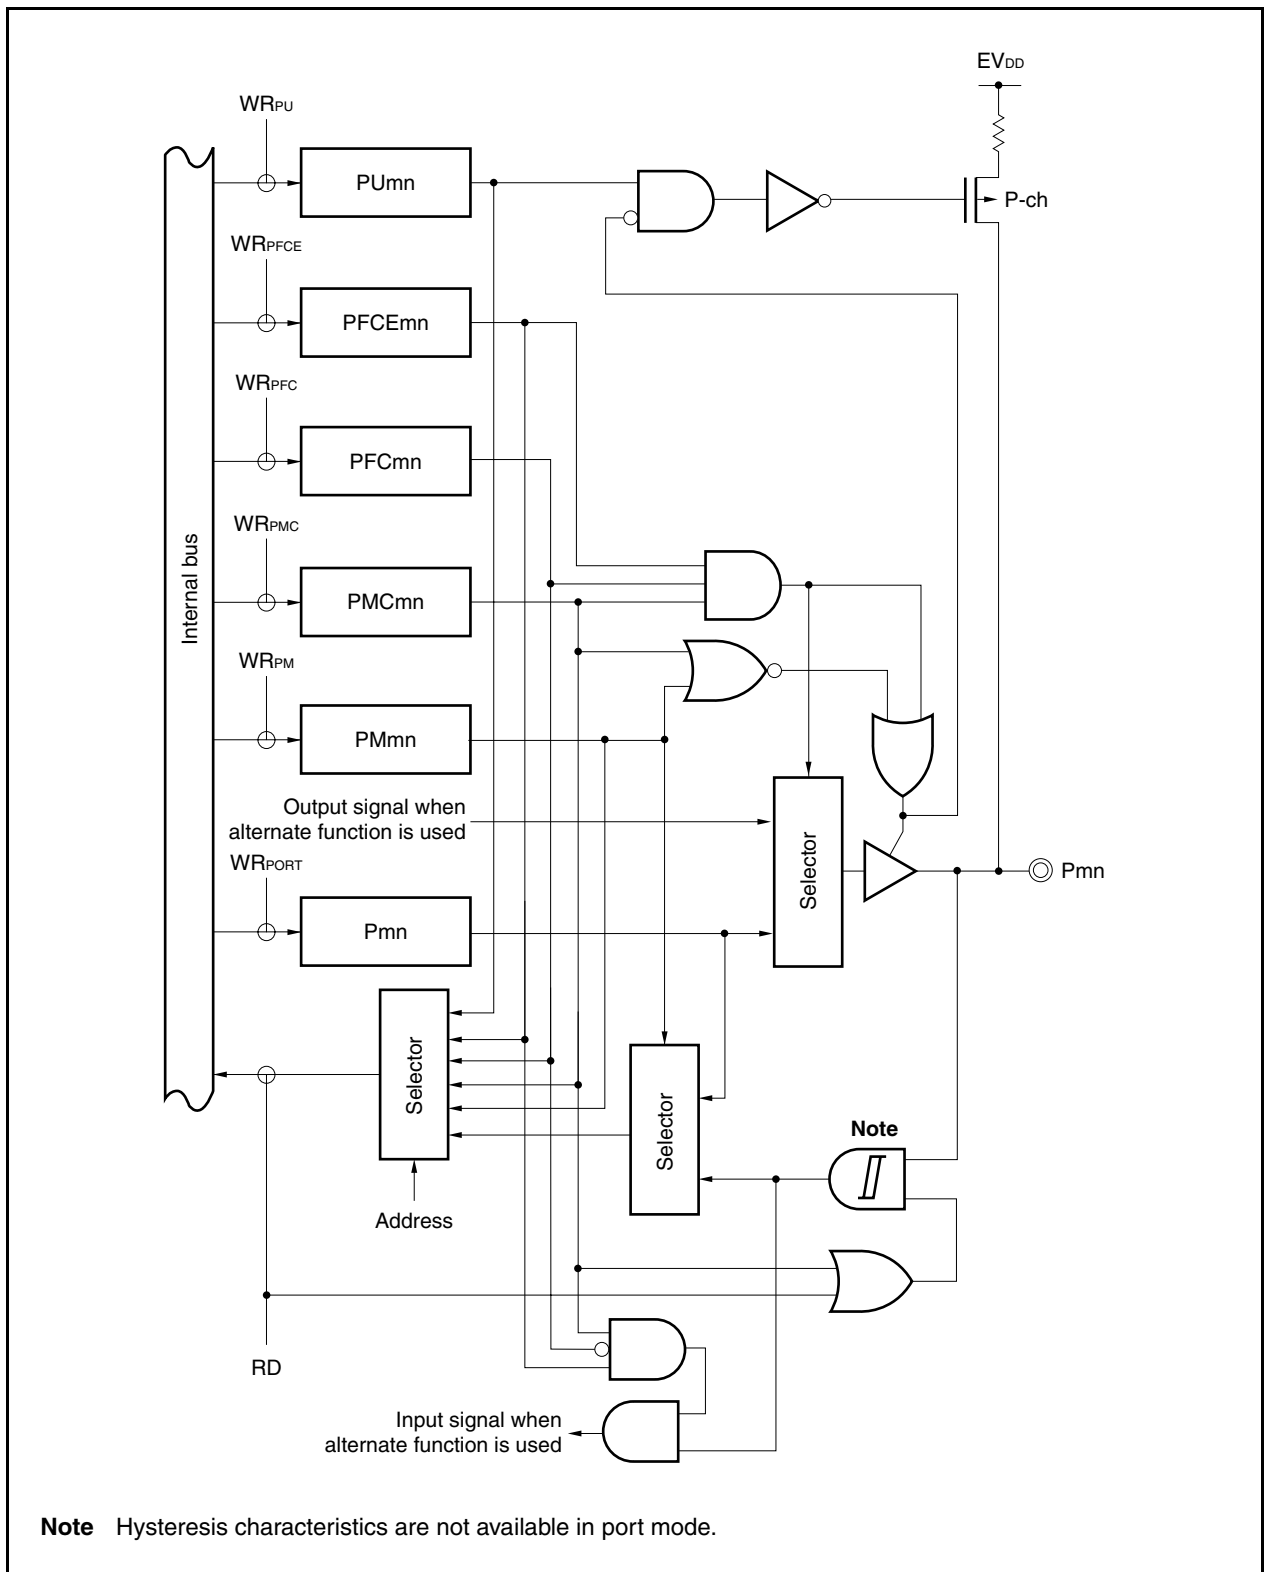 EVDD
WRPU
PUmn
P-ch
WRPFCE
PFCEmn
WRPFC
PFCmn
WRPMC
Internal bus
PMCmn
WRPM
PMmn
Output signal when
alternate function is used
Selector
WRPORT
Pmn
Pmn
Selector
Selector
Note
Address
RD
Input signal when
alternate function is used
Note Hysteresis characteristics are not available in port mode.